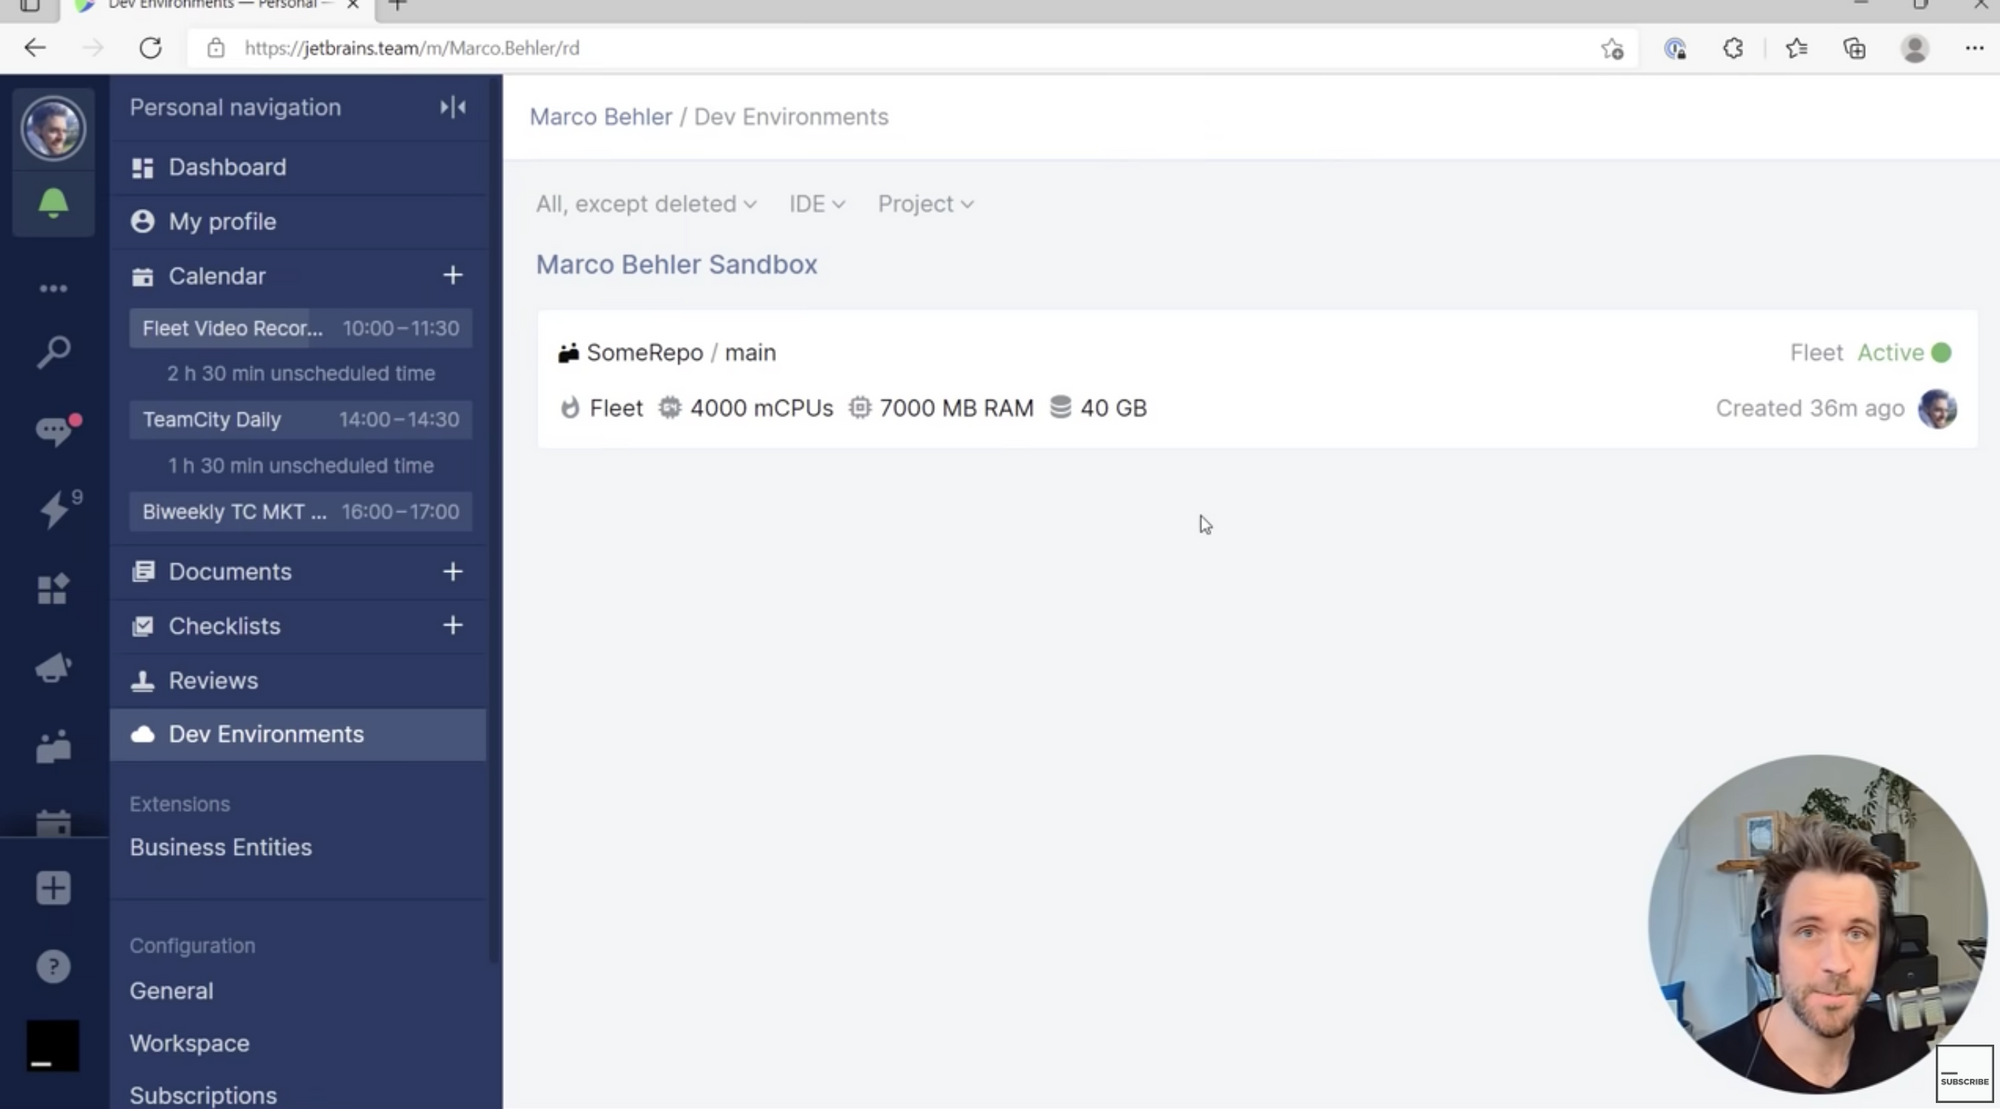 Dev Environments — Personal —
https://jetbrains.team/m/Marco.Behler/rd
Personal navigation
Dashboard
My profile
Calendar
Fleet Video Recor... 10:00–11:30
2 h 30 min unscheduled time
TeamCity Daily 14:00–14:30
1 h 30 min unscheduled time
Biweekly TC MKT ... 16:00–17:00
Documents
Checklists
Reviews
Dev Environments
Extensions
Business Entities
Configuration
General
Workspace
Subscriptions
9
Marco Behler / Dev Environments
All, except deleted IDE Project
Marco Behler Sandbox
SomeRepo / main Fleet Active
Fleet 4000 mCPUs 7000 MB RAM 40 GB Created 36m ago
SUBSCRIBE